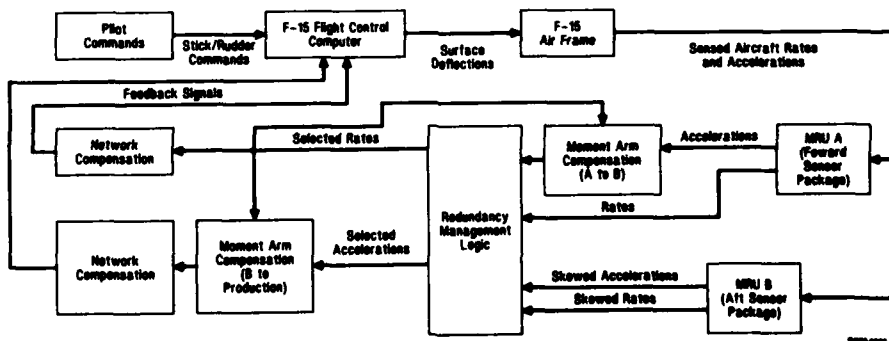 Pilot
Commands
Stick/Rudder
Commands
F-15 Flight Control
Computer
Surface
Deflections
F-15
Air Frame
Sensed Aircraft Rates
and Accelerations
Feedback Signals
Network
Compensation
Selected Rates
Moment Arm
Compensation
(A to B)
Accelerations
MRU A
(Foward
Sensor
Package)
Rates
Redundancy
Management
Logic
Network
Compensation
Moment Arm
Compensation
(B to
Production)
Selected
Accelerations
Skewed Accelerations
Skewed Rates
MRU B
(Aft Sensor
Package)